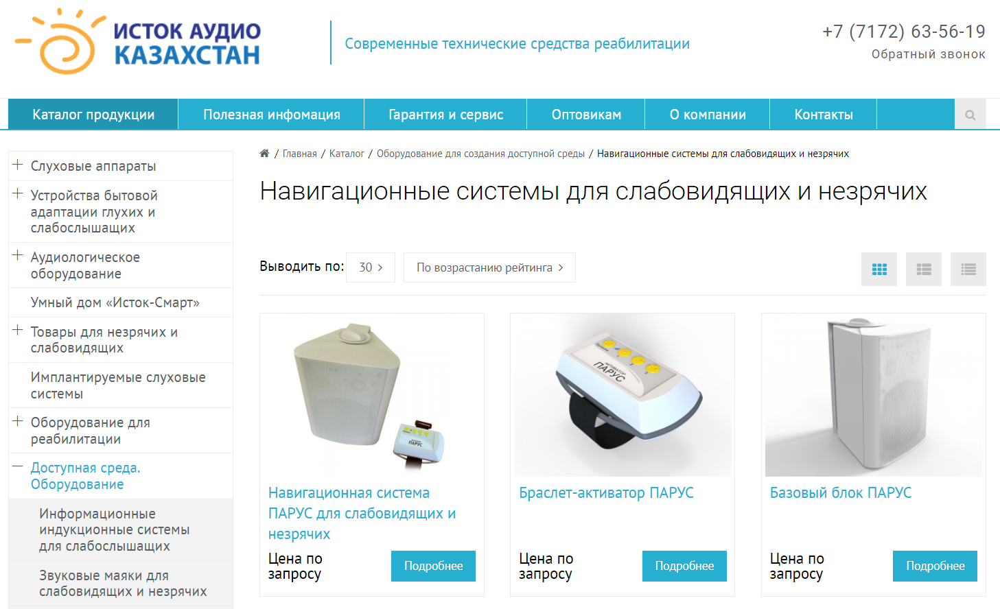 ИСТОК АУДИО
КАЗАХСТАН
Современные технические средства реабилитации
+7 (7172) 63-56-19
Обратный звонок
Каталог продукции
Полезная инфомация
Гарантия и сервис
Оптовикам
О компании
Контакты
/ Главная / Каталог / Оборудование для создания доступной среды / Навигационные системы для слабовидящих и незрячих
Навигационные системы для слабовидящих и незрячих
Слуховые аппараты
Устройства бытовой
адаптации глухих и
слабослышащих
Аудиологическое
оборудование
Умный дом «Исток-Смарт»
Товары для незрячих и
слабовидящих
Имплантируемые слуховые
системы
Оборудование для
реабилитации
Доступная среда.
Оборудование
Информационные
индукционные системы
для слабослышащих
Звуковые маяки для
слабовидящих и незрячих
Выводить по:
30
По возрастанию рейтинга
ПАРУС
Навигационная система
ПАРУС для слабовидящих и
незрячих
Цена по
запросу
Подробнее
АКТИВАТОР
ПАРУС
Браслет-активатор ПАРУС
Цена по
запросу
Подробнее
Базовый блок ПАРУС
Цена по
запросу
Подробнее